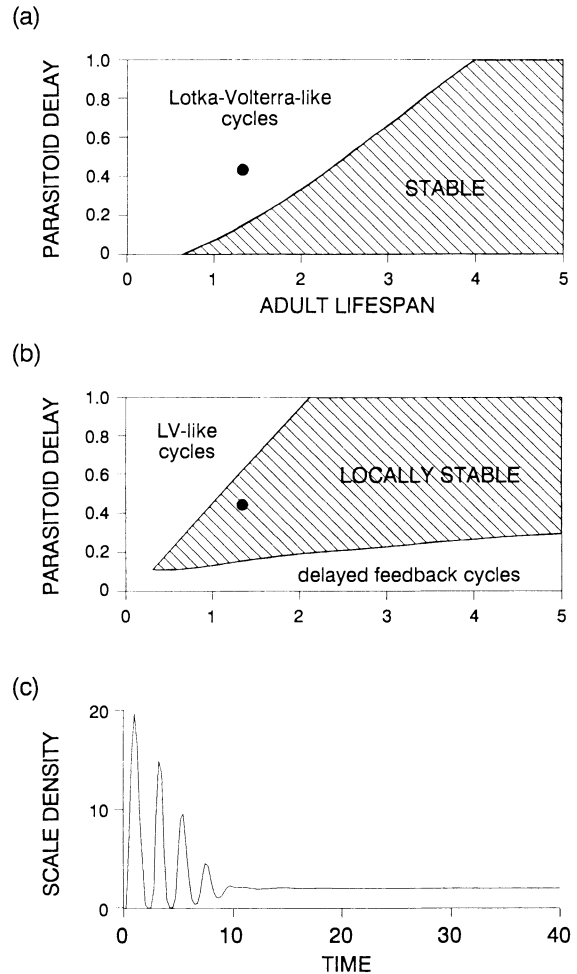 (a)
PARASITOID DELAY
1.0
0.8
0.6
0.4
0.2
0
Lotka-Volterra-like
cycles
STABLE
0 1 2 3 4 5
ADULT LIFESPAN
(b)
PARASITOID DELAY
1.0
0.8
0.6
0.4
0.2
0
LV-like
cycles
LOCALLY STABLE
delayed feedback cycles
0 1 2 3 4 5
(c)
SCALE DENSITY
20
10
0
0 10 20 30 40
TIME